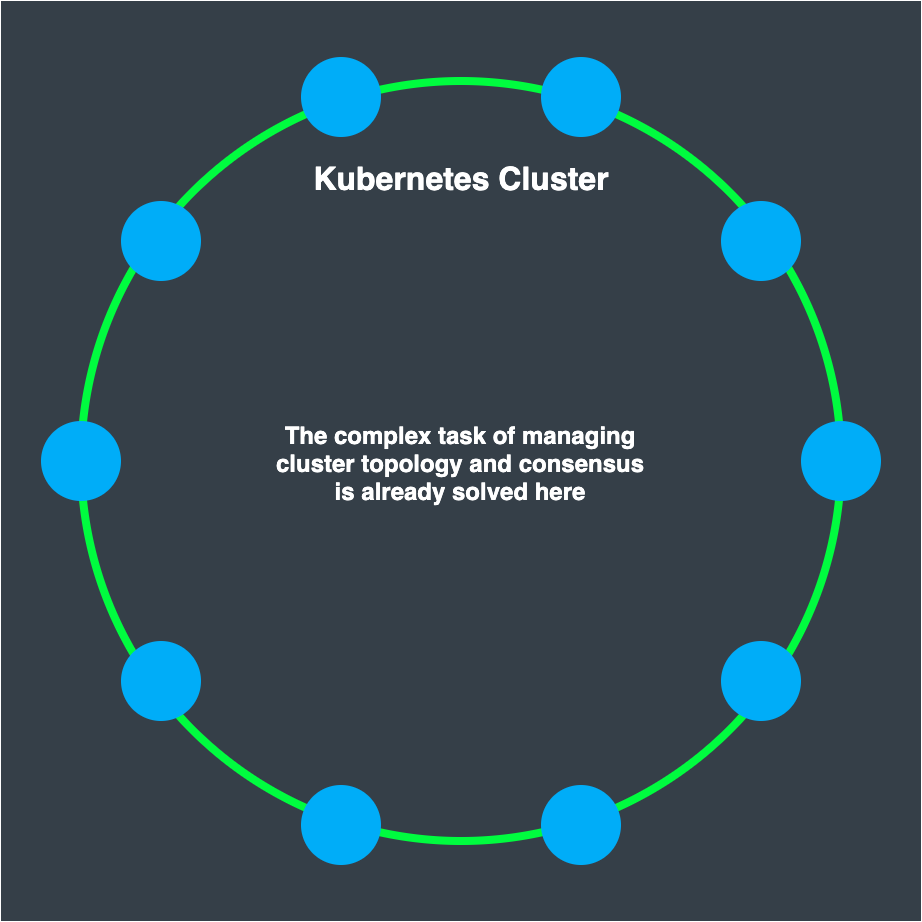 Kubernetes Cluster
The complex task of managing
cluster topology and consensus
is already solved here